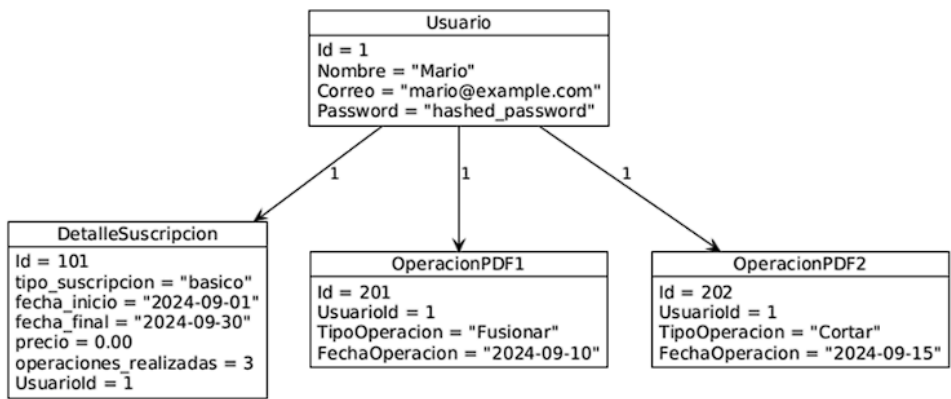 Usuario
Id = 1
Nombre = "Mario"
Correo = "mario@example.com"
Password = "hashed_password"
1
1
1
DetalleSuscripcion
Id = 101
tipo_suscripcion = "basico"
fecha_inicio = "2024-09-01"
fecha_final = "2024-09-30"
precio = 0.00
operaciones_realizadas = 3
UsuarioId = 1
OperacionPDF1
Id = 201
UsuarioId = 1
TipoOperacion = "Fusionar"
FechaOperacion = "2024-09-10"
OperacionPDF2
Id = 202
UsuarioId = 1
TipoOperacion = "Cortar"
FechaOperacion = "2024-09-15"